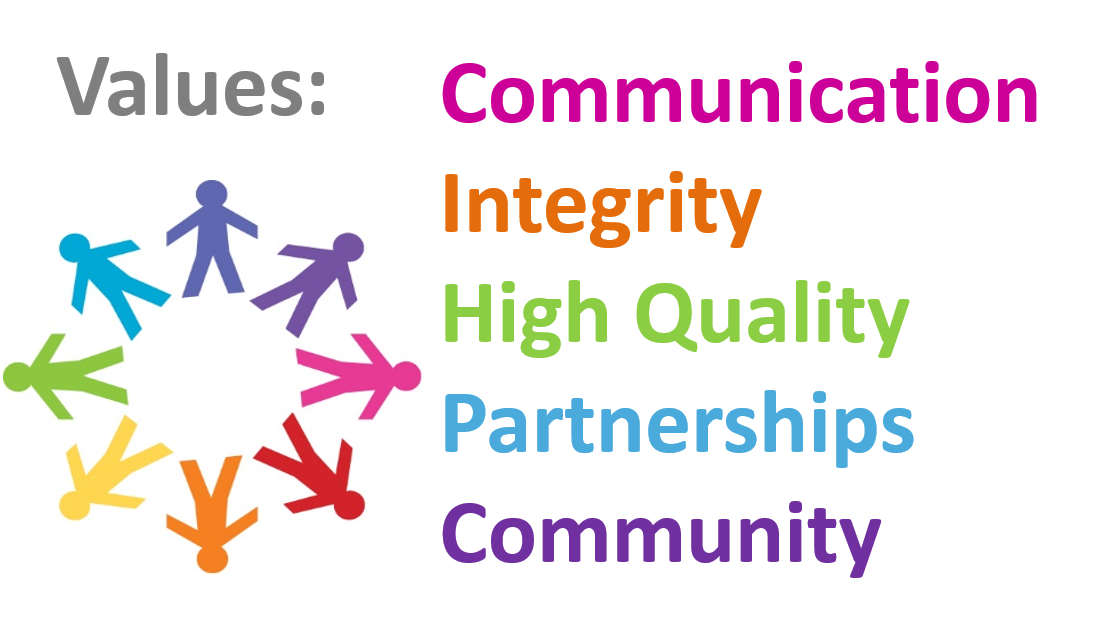 Values:
Communication
Integrity
High Quality
Partnerships
Community